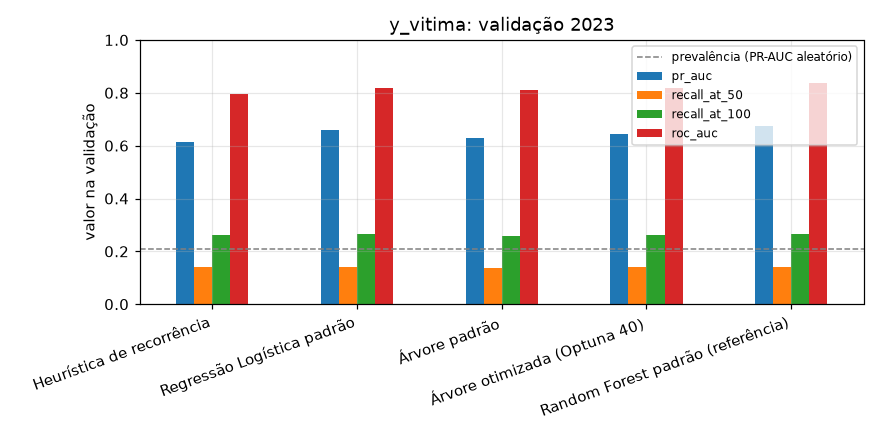 y_vitima: validação 2023
valor na validação
1.0
0.8
0.6
0.4
0.2
0.0
prevalência (PR-AUC aleatório)
pr_auc
recall_at_50
recall_at_100
roc_auc
Heurística de recorrência
Regressão Logística padrão
Árvore padrão
Árvore otimizada (Optuna 40)
Random Forest padrão (referência)